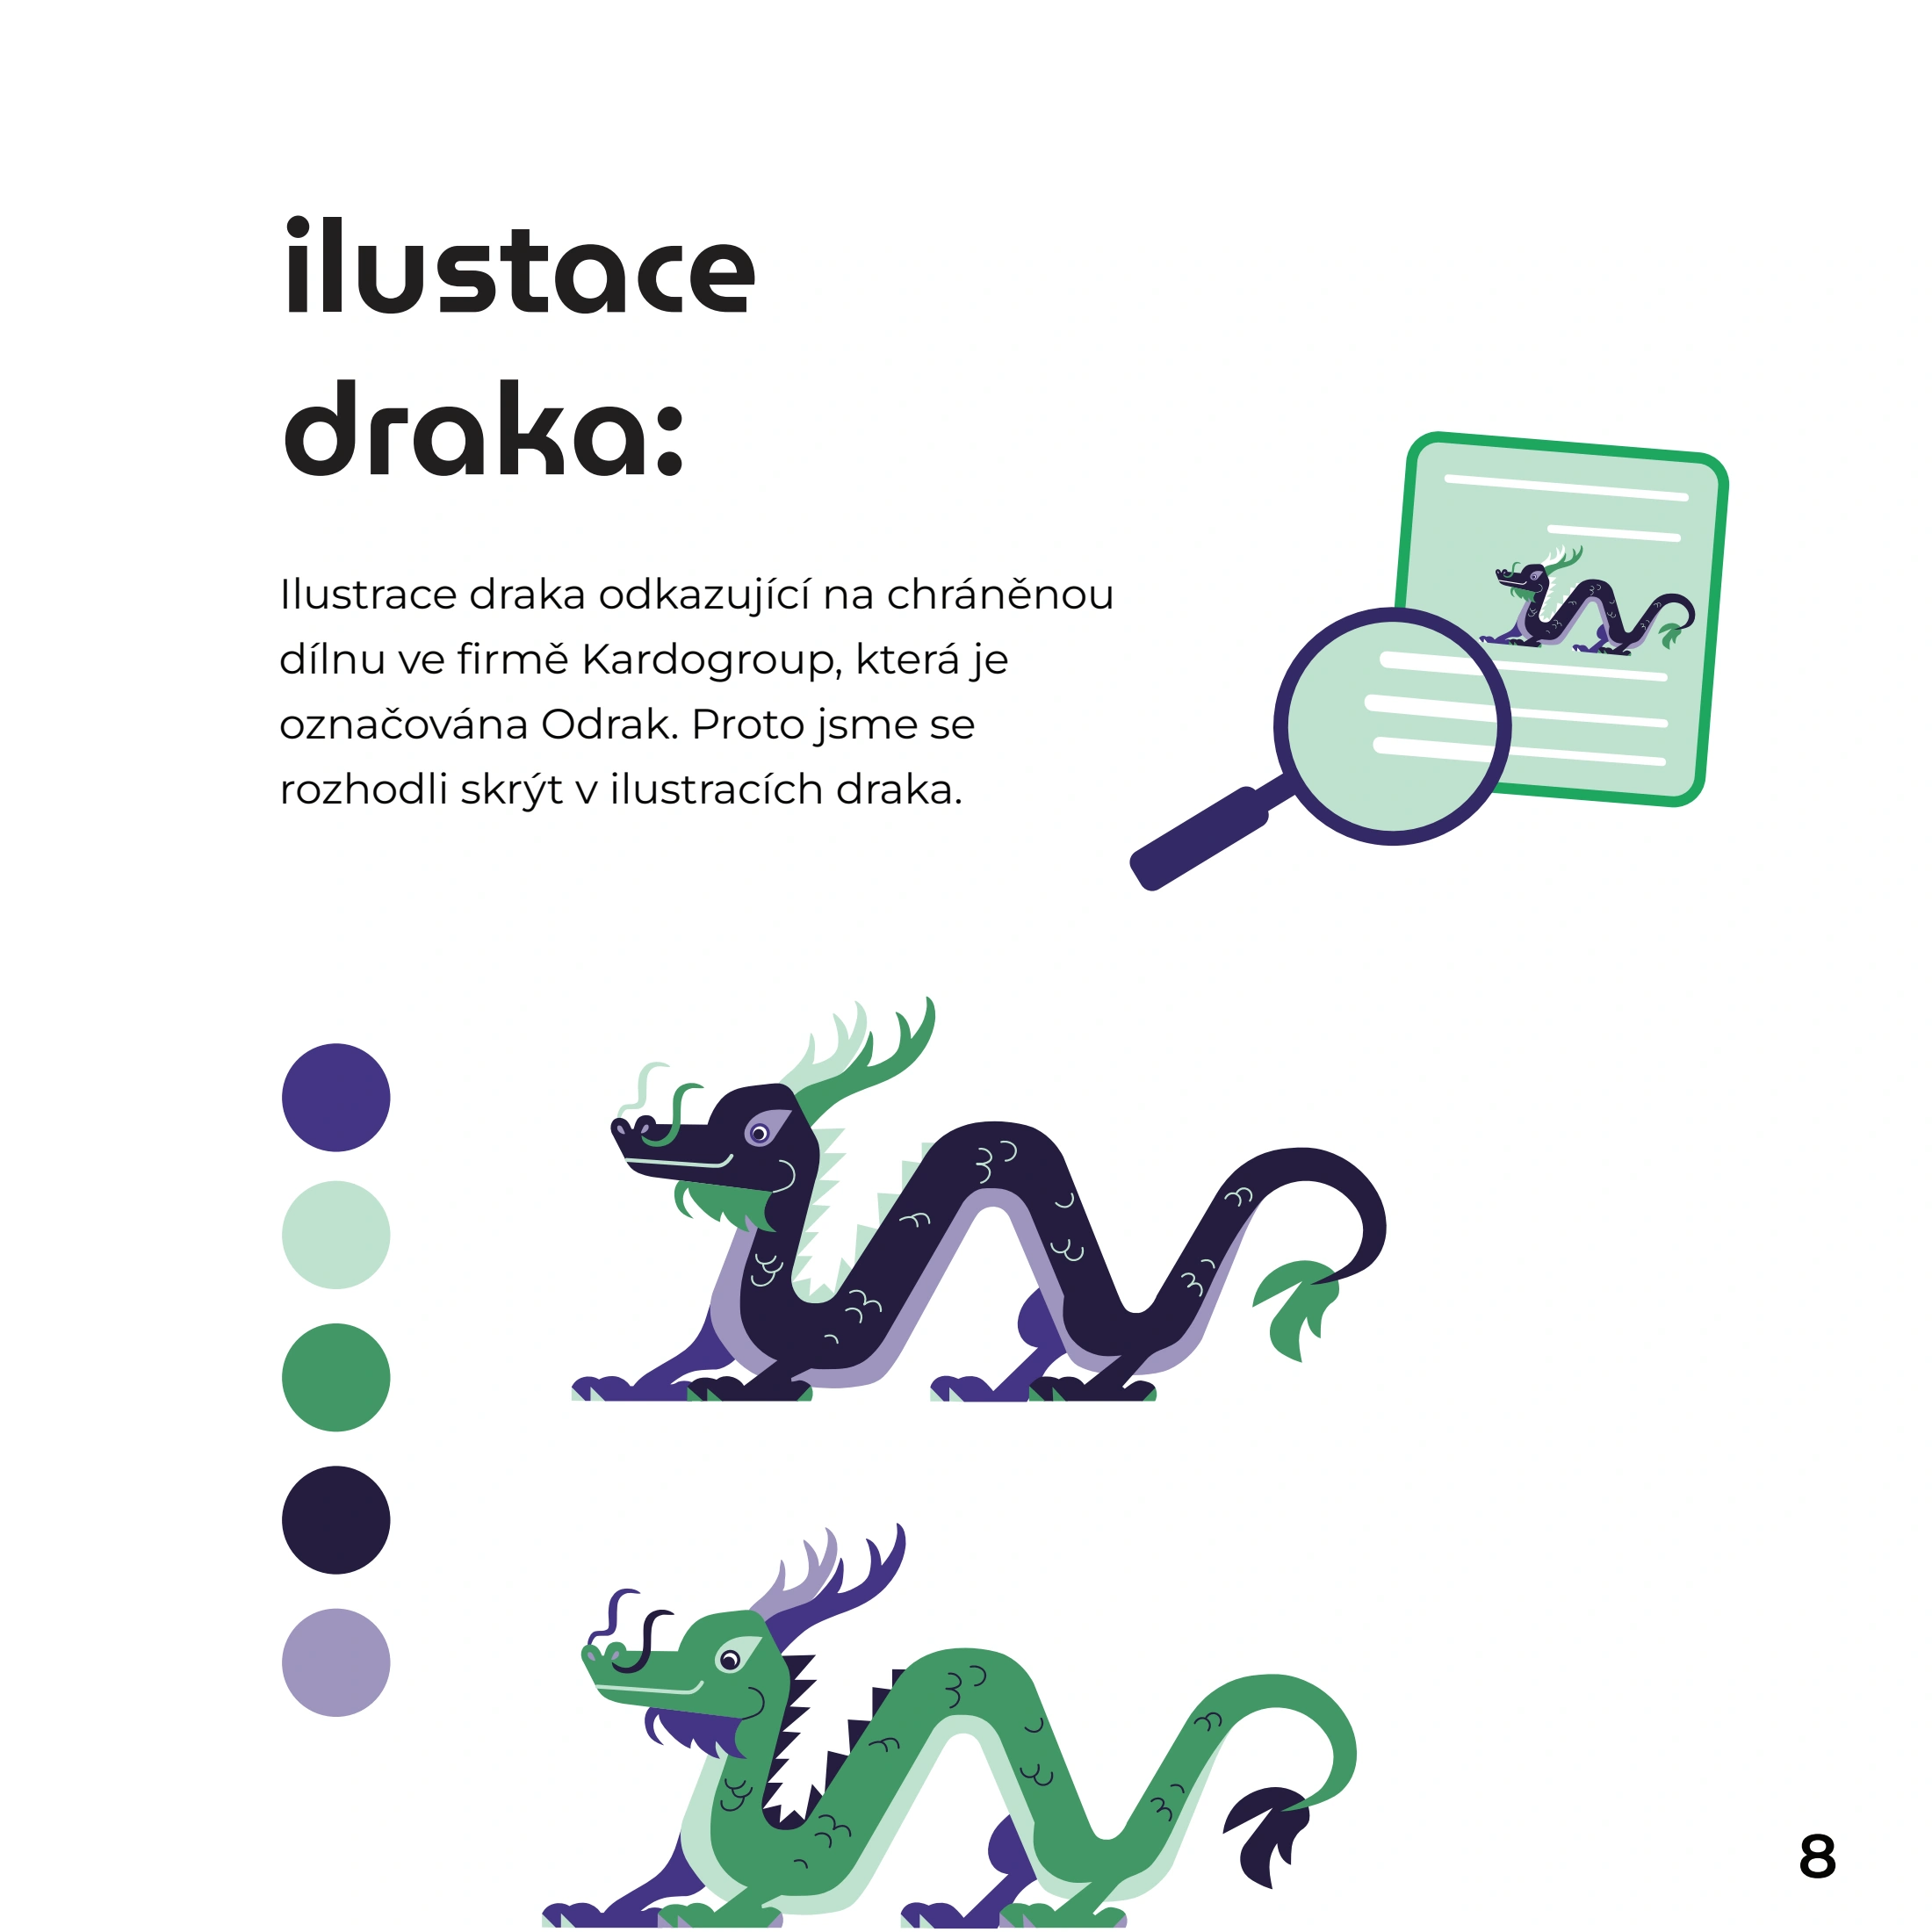 ilustace
draka:
Ilustrace draka odkazující na chráněnou
dílnu ve firmě Kardogroup, která je
označována Odrak. Proto jsme se
rozhodli skrýt v ilustracích draka.
8